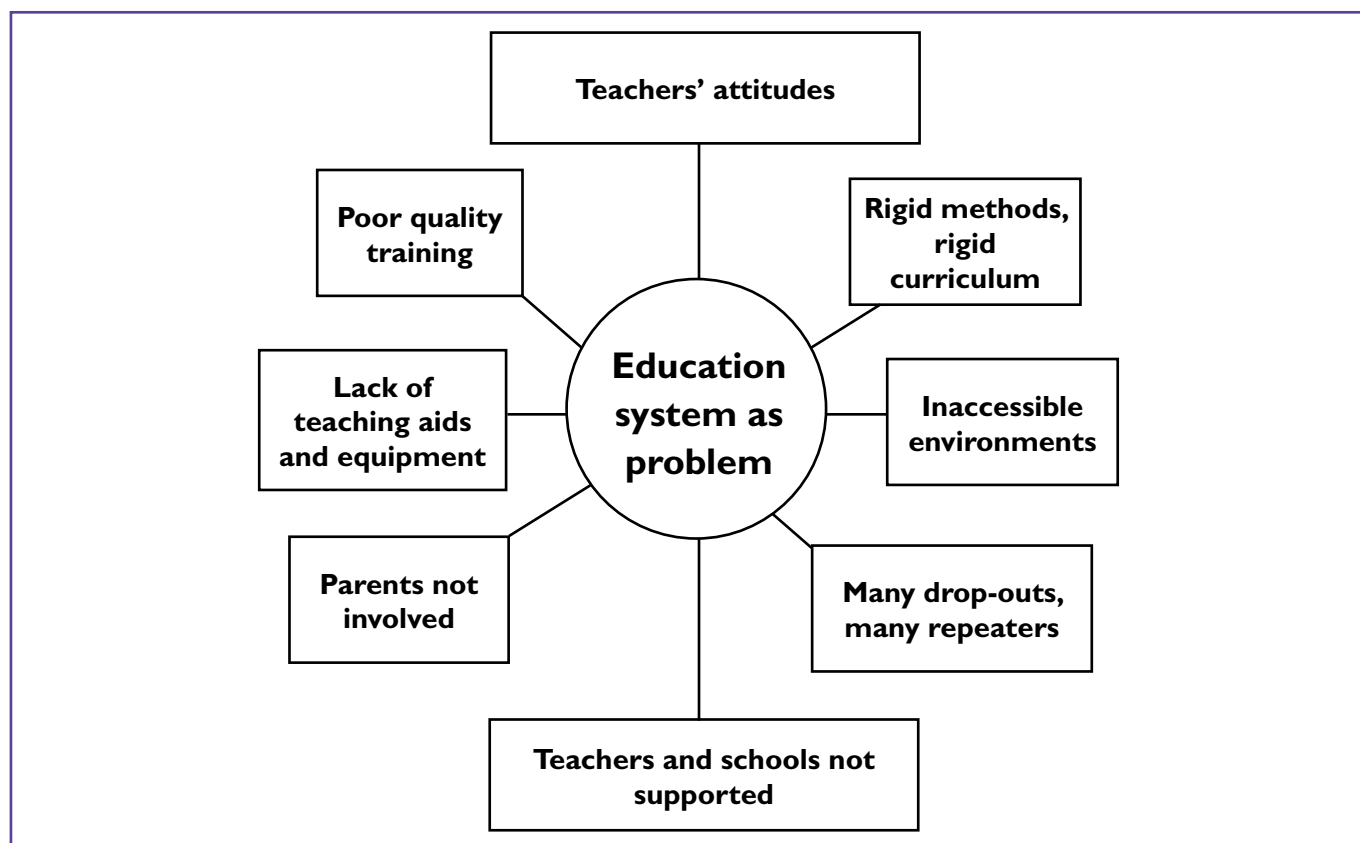 Teachers’ attitudes
Poor quality
training
Rigid methods,
rigid
curriculum
Lack of
teaching aids
and equipment
Education
system as
problem
Inaccessible
environments
Parents not
involved
Many drop-outs,
many repeaters
Teachers and schools not
supported